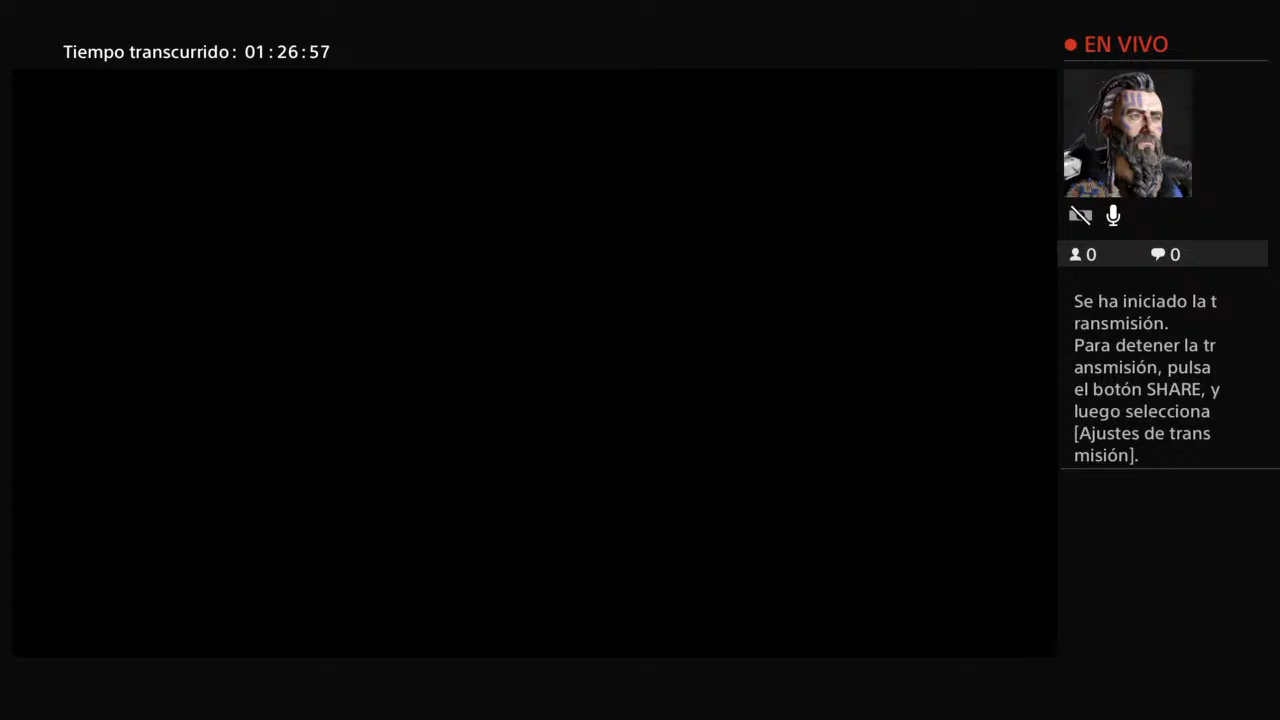 Tiempo transcurrido: 01:26:57
EN VIVO
0 0
Se ha iniciado la t
ransmisión.
Para detener la tr
ansmisión, pulsa
el botón SHARE, y
luego selecciona
[Ajustes de trans
misión].